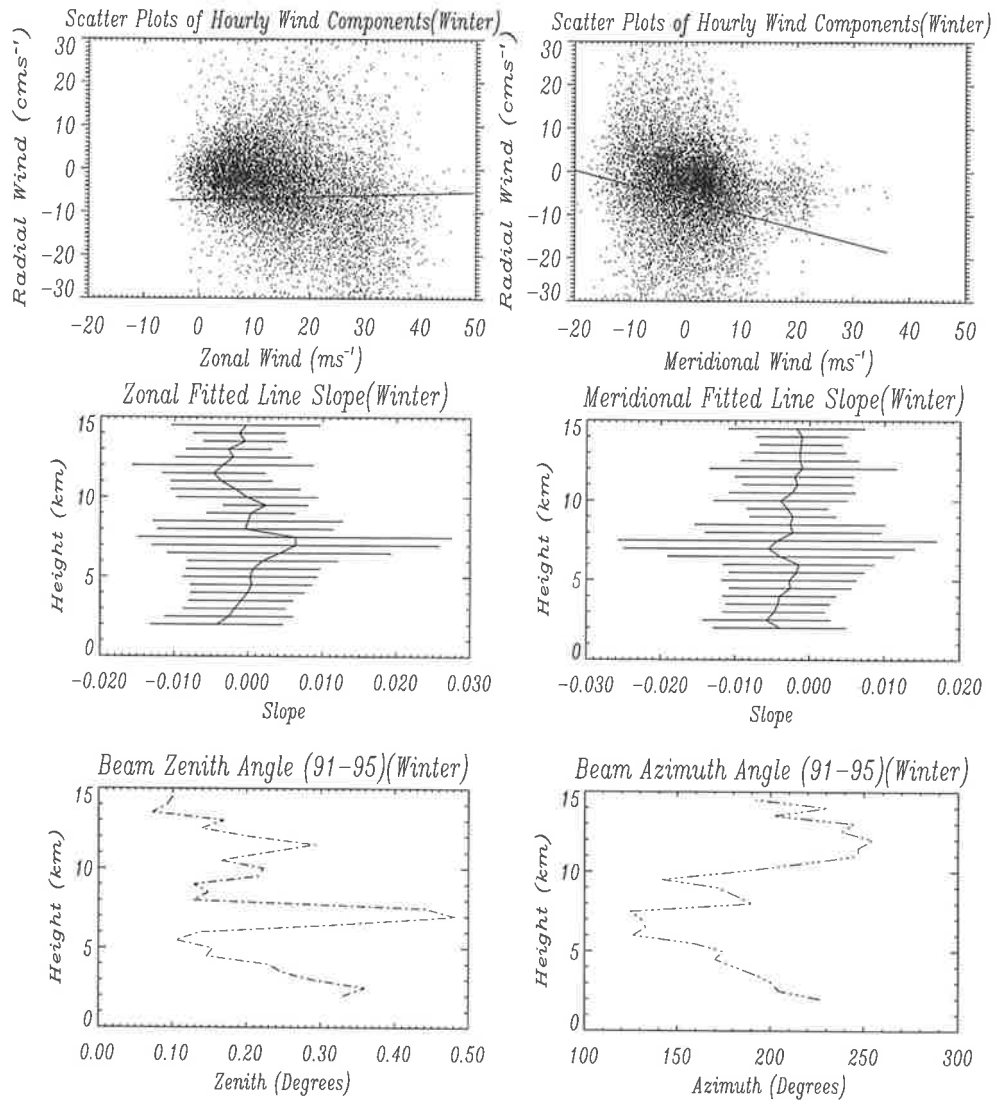 Scatter Plots of Hourly Wind Components(Winter)
30
20
10
0
-10
-20
-30
Radial Wind (cms⁻¹)
-20 -10 0 10 20 30 40 50
Zonal Wind (ms⁻¹)
Scatter Plots of Hourly Wind Components(Winter)
30
20
10
0
-10
-20
-30
Radial Wind (cms⁻¹)
-20 -10 0 10 20 30 40 50
Meridional Wind (ms⁻¹)
Zonal Fitted Line Slope(Winter)
15
10
5
0
Height (km)
-0.020 -0.010 0.000 0.010 0.020 0.030
Slope
Meridional Fitted Line Slope(Winter)
15
10
5
0
Height (km)
-0.030 -0.020 -0.010 0.000 -0.010 0.020
Slope
Beam Zenith Angle (91-95)(Winter)
15
10
5
0
Height (km)
0.00 0.10 0.20 0.30 0.40 0.50
Zenith (Degrees)
Beam Azimuth Angle (91-95)(Winter)
15
10
5
0
Height (km)
100 150 200 250 300
Azimuth (Degrees)